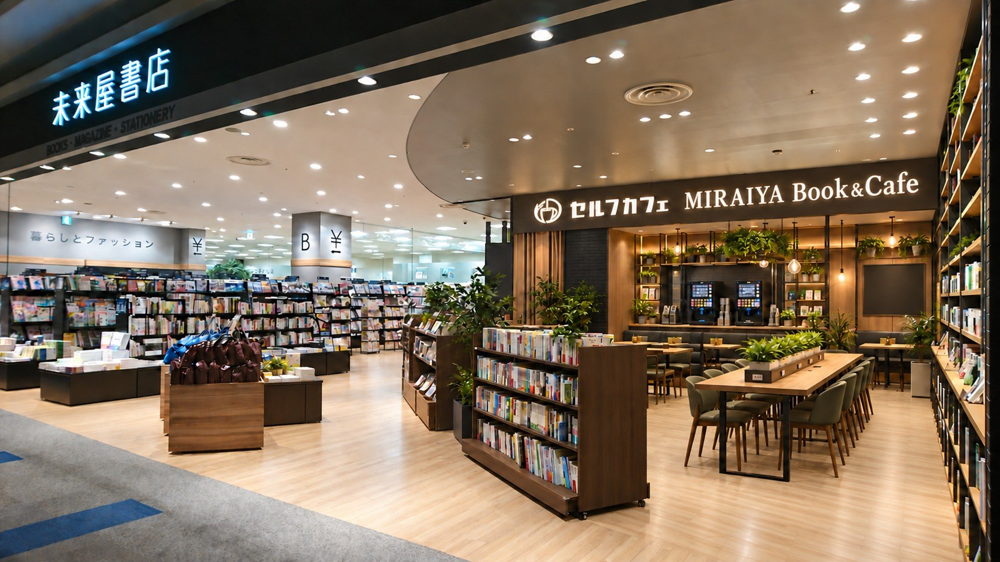 未来屋書店
BOOKS・MAGAZINE・STATIONERY
暮らしとファッション
¥
B
¥
セルフカフェ MIRAIYA Book&Cafe